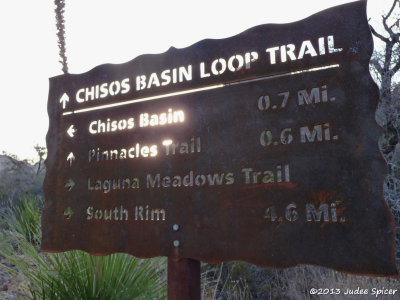 ↑ CHISOS BASIN LOOP TRAIL
← Chisos Basin 0.7 Mi.
↑ Pinnacles Trail 0.6 Mi.
→ Laguna Meadows Trail
↗ South Rim 4.6 Mi.
©2013 Judee Spicer